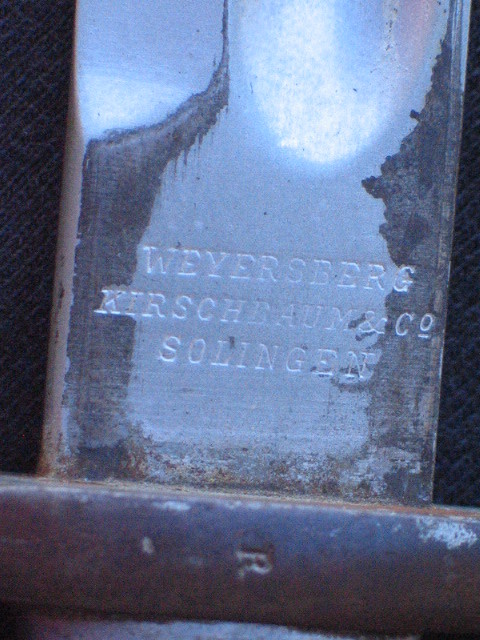 WEYERSBERG
KIRSCHBAUM & Cº
SOLINGEN
R